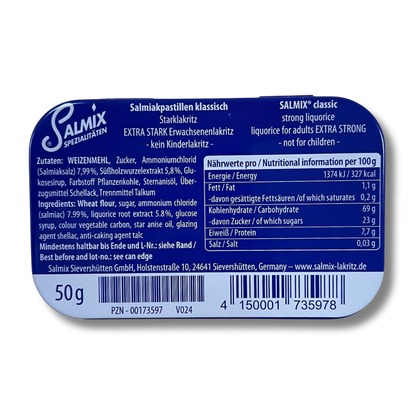 SALMIX
SPEZIALITÄTEN
Salmiakpastillen klassisch
Starklakritz
EXTRA STARK Erwachsenenlakritz
- kein Kinderlakritz -
SALMIX® classic
strong liquorice
liquorice for adults EXTRA STRONG
- not for children -
Zutaten: WEIZENMEHL, Zucker, Ammoniumchlorid
(Salmiaksalz) 7,99%, Süßholzwurzelextrakt 5,8%, Glu-
kosesirup, Farbstoff Pflanzenkohle, Sternanisöl, Über-
zugsmittel Schellack, Trennmittel Talkum
Ingredients: Wheat flour, sugar, ammonium chloride
(salmiac) 7.99%, liquorice root extract 5.8%, glucose
syrup, colour vegetable carbon, star anise oil, glazing
agent shellac, anti-caking agent talc
Mindestens haltbar bis Ende und L-Nr.: siehe Rand /
Best before and lot-no.: see can edge
Nährwerte pro / Nutritional information per 100g
Energie / Energy 1374 kJ / 327 kcal
Fett / Fat 1,1 g
-davon gesättigte Fettsäuren /of which saturates 0,2 g
Kohlenhydrate / Carbohydrate 69 g
-davon Zucker / of which sugars 23 g
Eiweiß / Protein 7,7 g
Salz / Salt 0,03 g
Salmix Sievershütten GmbH, Holstenstraße 10, 24641 Sievershütten, Germany – www.salmix-lakritz.de
50 g
PZN - 00173597 V024
4 150001 735978